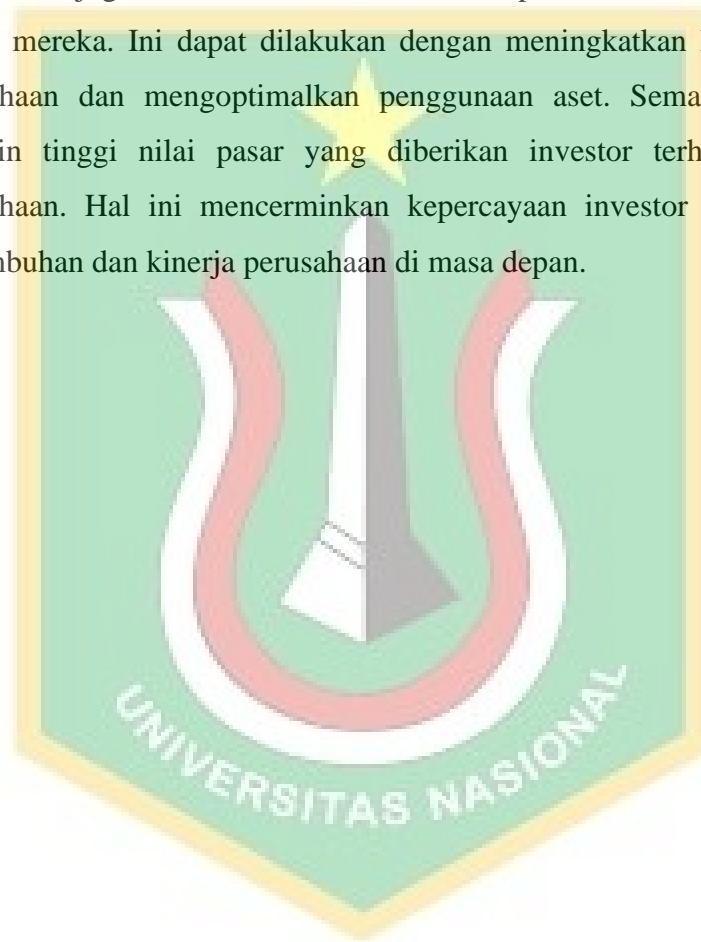 mereka. Ini dapat dilakukan dengan meningkatkan
haan dan mengoptimalkan penggunaan aset. Sema
in tinggi nilai pasar yang diberikan investor terh
haan. Hal ini mencerminkan kepercayaan investor
nbuhan dan kinerja perusahaan di masa depan.
UNIVERSITAS NASIONAL